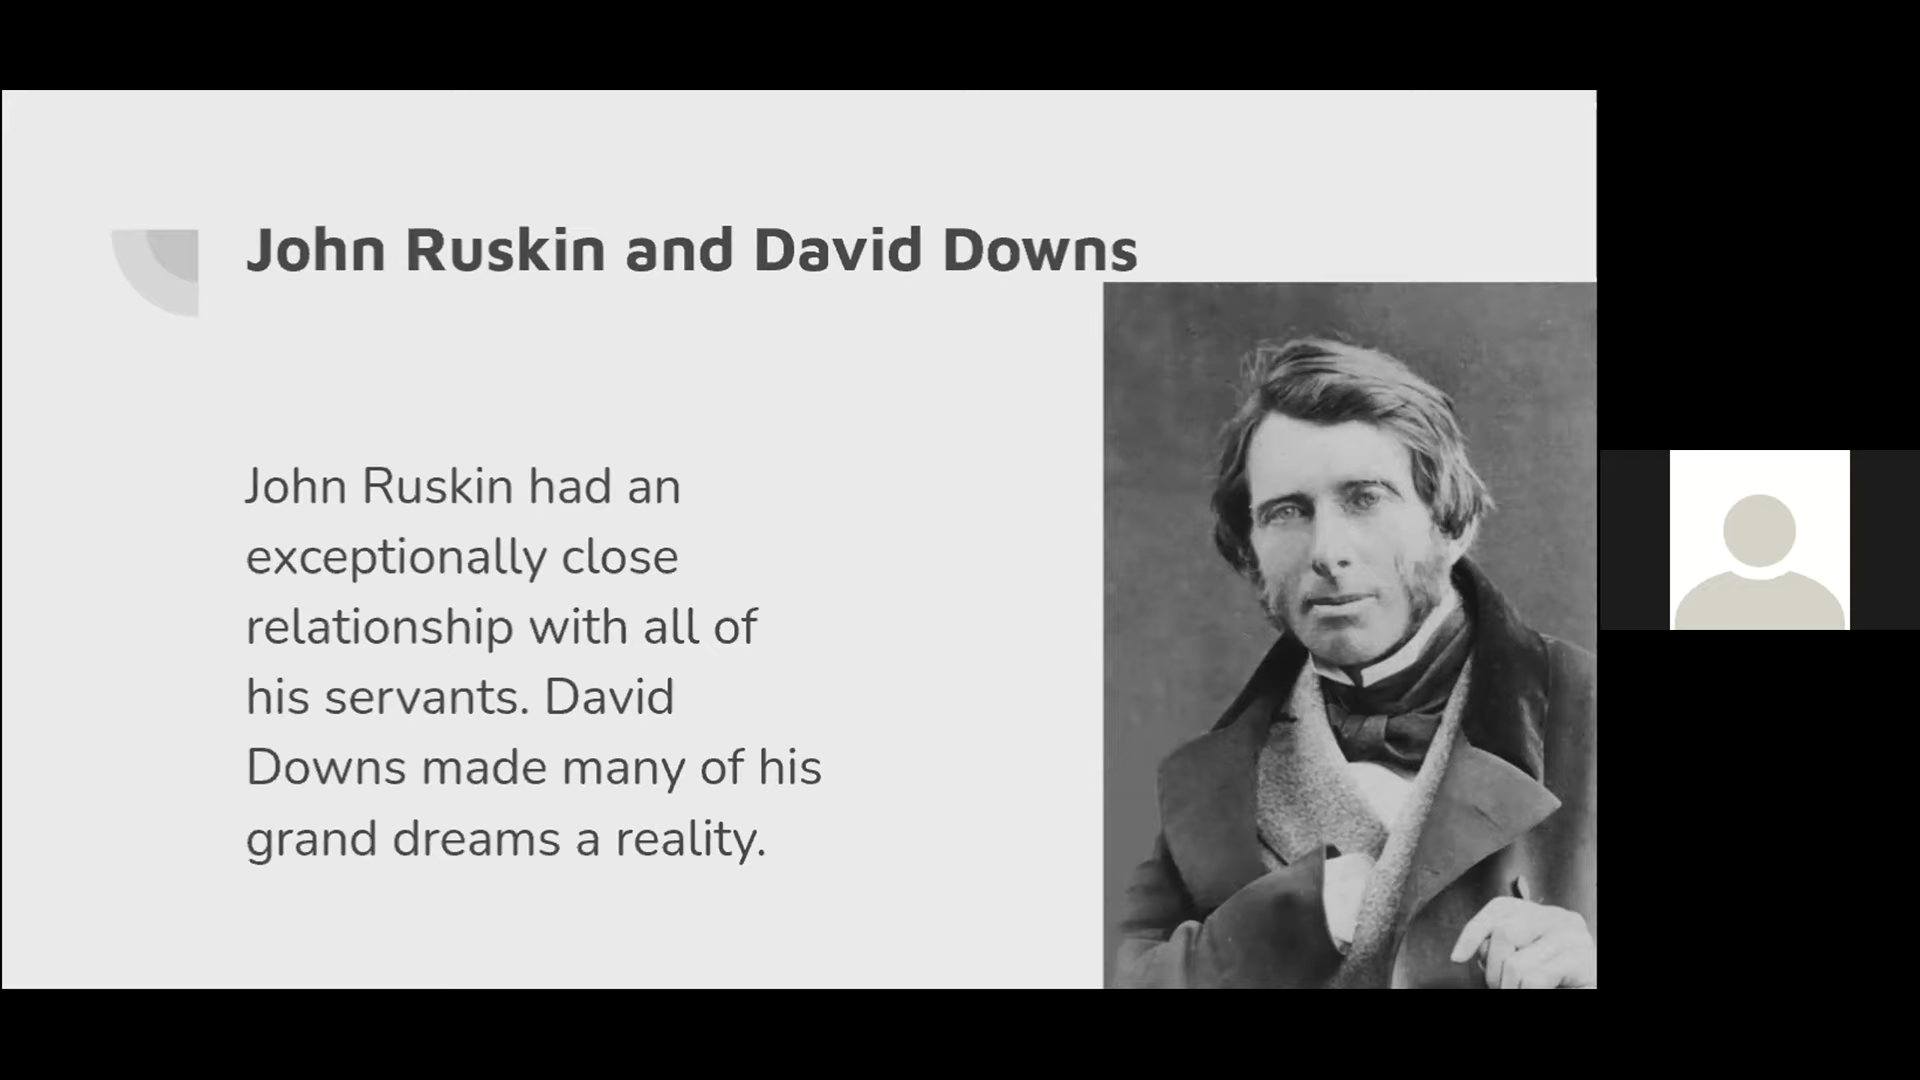 John Ruskin and David Downs
John Ruskin had an
exceptionally close
relationship with all of
his servants. David
Downs made many of his
grand dreams a reality.